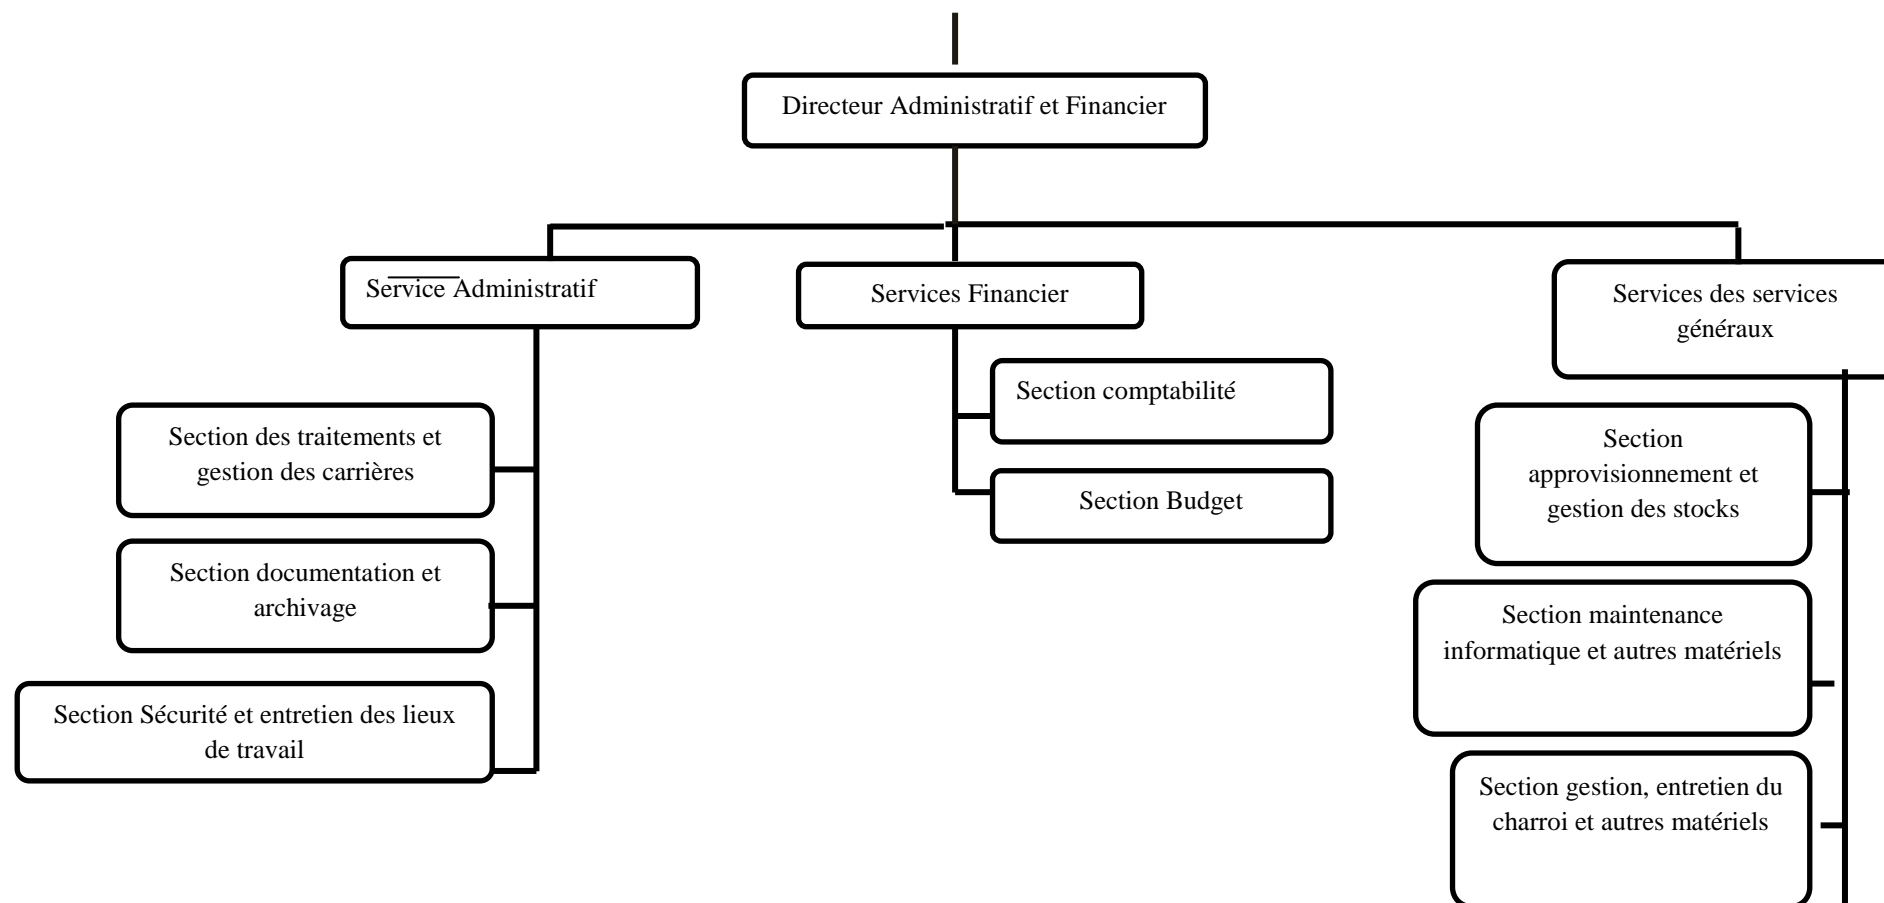 Directeur Administratif et Financier
Service Administratif
Services Financier
Services des services
généraux
Section comptabilité
Section Budget
Section des traitements et
gestion des carrières
Section documentation et
archivage
Section Sécurité et entretien des lieux
de travail
Section
approvisionnement et
gestion des stocks
Section maintenance
informatique et autres matériels
Section gestion, entretien du
charroi et autres matériels